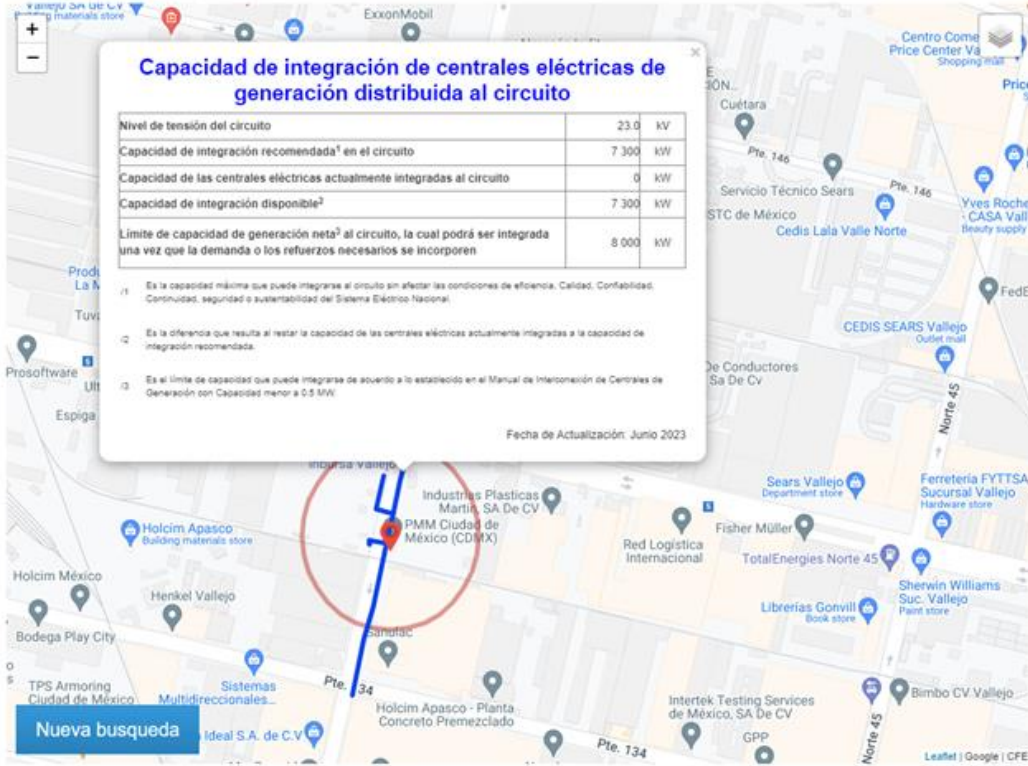 Vallejo SA de CV
Building materials store
ExxonMobil
+
−
Centro Come
Price Center Va
Shopping mall
×
Capacidad de integración de centrales eléctricas de
generación distribuida al circuito
Nivel de tensión del circuito 23.0 kV
Capacidad de integración recomendada¹ en el circuito 7 300 kW
Capacidad de las centrales eléctricas actualmente integradas al circuito 0 kW
Capacidad de integración disponible² 7 300 kW
Límite de capacidad de generación neta³ al circuito, la cual podrá ser integrada
una vez que la demanda o los refuerzos necesarios se incorporen 8 000 kW
/1 Es la capacidad máxima que puede integrarse al circuito sin afectar las condiciones de eficiencia, Calidad, Confiabilidad,
Continuidad, seguridad o sustentabilidad del Sistema Eléctrico Nacional.
/2 Es la diferencia que resulta al restar la capacidad de las centrales eléctricas actualmente integradas a la capacidad de
integración recomendada.
/3 Es el límite de capacidad que puede integrarse de acuerdo a lo establecido en el Manual de Interconexión de Centrales de
Generación con Capacidad menor a 0.5 MW.
Fecha de Actualización: Junio 2023
Cuétara
Pte. 146
Servicio Técnico Sears
Pte. 146
STC de México
Cedis Lala Valle Norte
Yves Roche
- CASA Vall
Beauty supply
FedE
CEDIS SEARS Vallejo
Outlet mall
De Conductores
Sa De Cv
Norte 45
Prosoftware
Espiga
Inbursa Vallejo
Industrias Plasticas
Martin, SA De CV
PMM Ciudad de
México (CDMX)
Holcim Apasco
Building materials store
Red Logística
Internacional
Fisher Müller
Sears Vallejo
Department store
Ferretería FYTTSA
Sucursal Vallejo
Hardware store
TotalEnergies Norte 45
Sherwin Williams
Suc. Vallejo
Paint store
Librerías Gonvill
Book store
Holcim México
Henkel Vallejo
Bodega Play City
Sanulac
TPS Armoring
Ciudad de México
Sistemas
Multidireccionales...
Pte. 134
Holcim Apasco - Planta
Concreto Premezclado
Intertek Testing Services
de México, SA De CV
Bimbo CV Vallejo
Nueva busqueda
Ideal S.A. de C.V
Pte. 134
GPP
Norte 45
Leaflet | Google | CFE